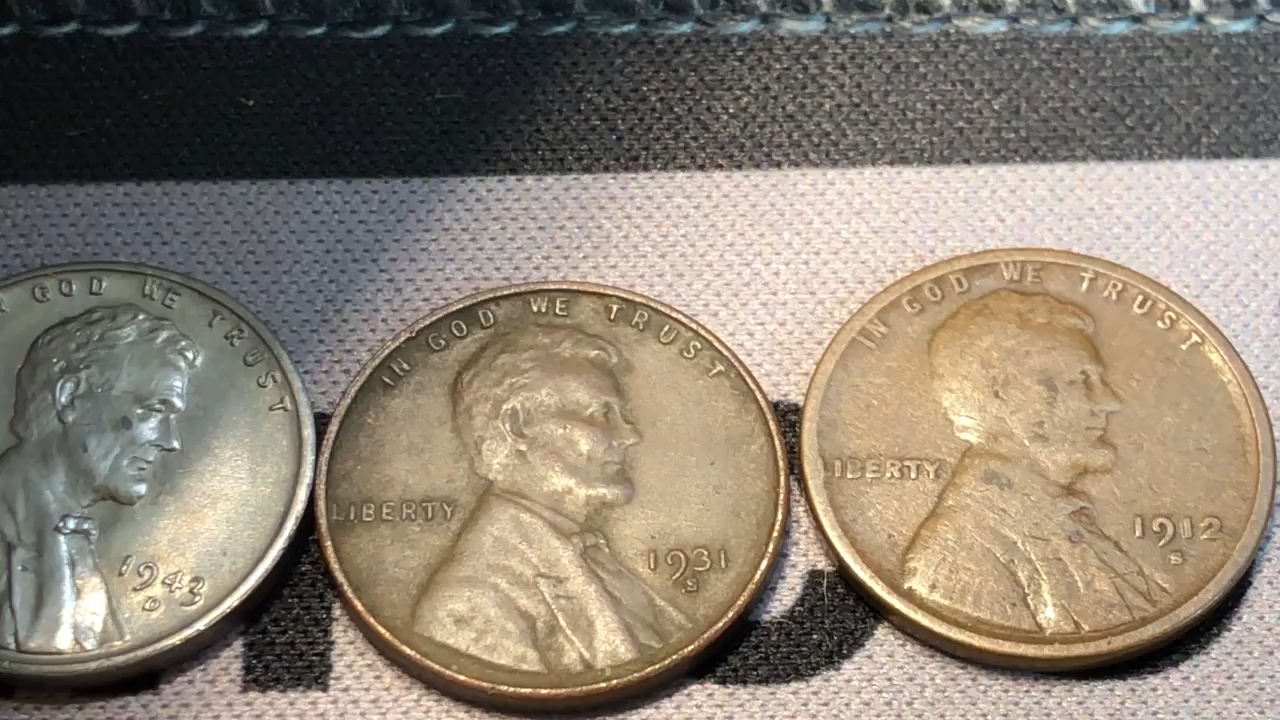 GOD WE TRUST
1943
D
IN GOD WE TRUST
LIBERTY
1931
S
IN GOD WE TRUST
LIBERTY
1912
S